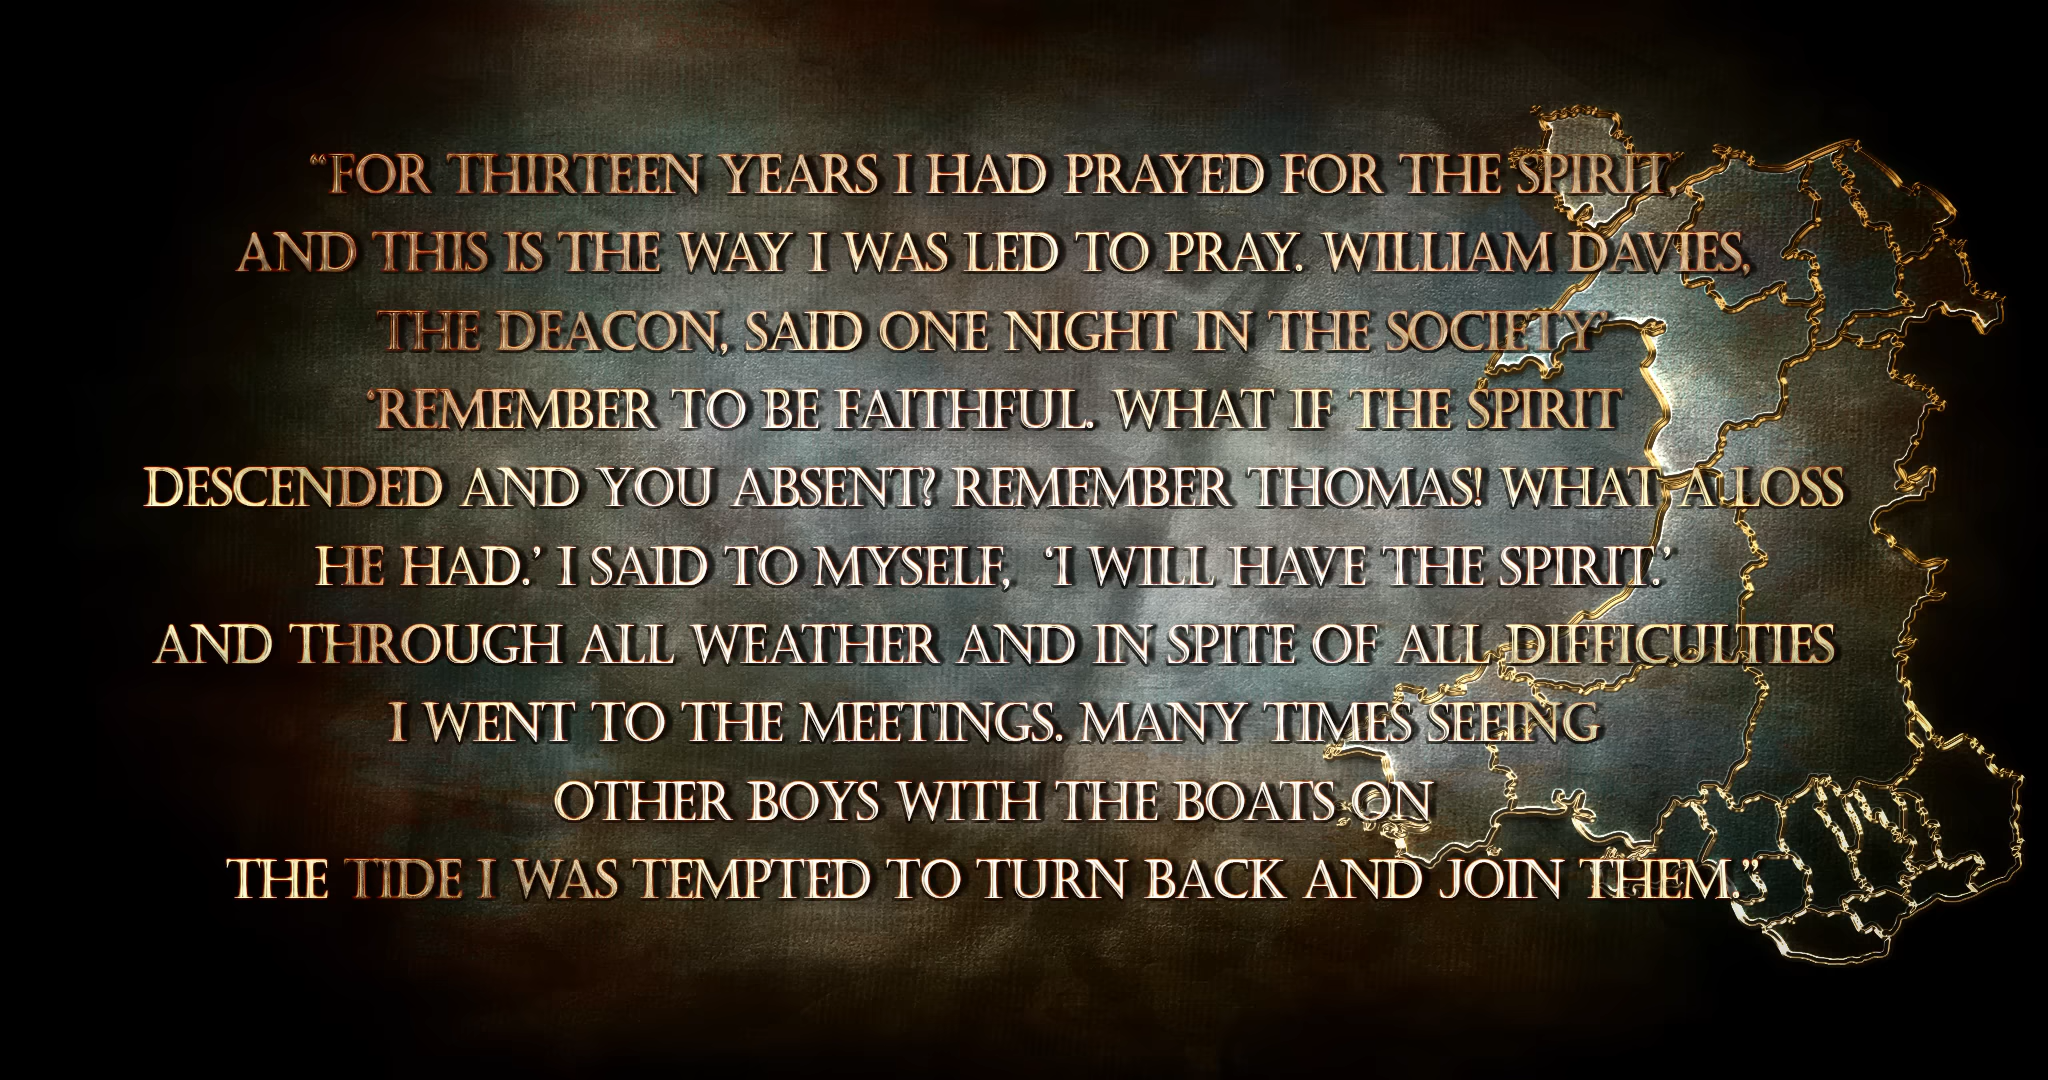 “FOR THIRTEEN YEARS I HAD PRAYED FOR THE SPIRIT,
AND THIS IS THE WAY I WAS LED TO PRAY. WILLIAM DAVIES,
THE DEACON, SAID ONE NIGHT IN THE SOCIETY
‘REMEMBER TO BE FAITHFUL. WHAT IF THE SPIRIT
DESCENDED AND YOU ABSENT? REMEMBER THOMAS! WHAT A LOSS
HE HAD.’ I SAID TO MYSELF, ‘I WILL HAVE THE SPIRIT.’
AND THROUGH ALL WEATHER AND IN SPITE OF ALL DIFFICULTIES
I WENT TO THE MEETINGS. MANY TIMES SEEING
OTHER BOYS WITH THE BOATS ON
THE TIDE I WAS TEMPTED TO TURN BACK AND JOIN THEM.”